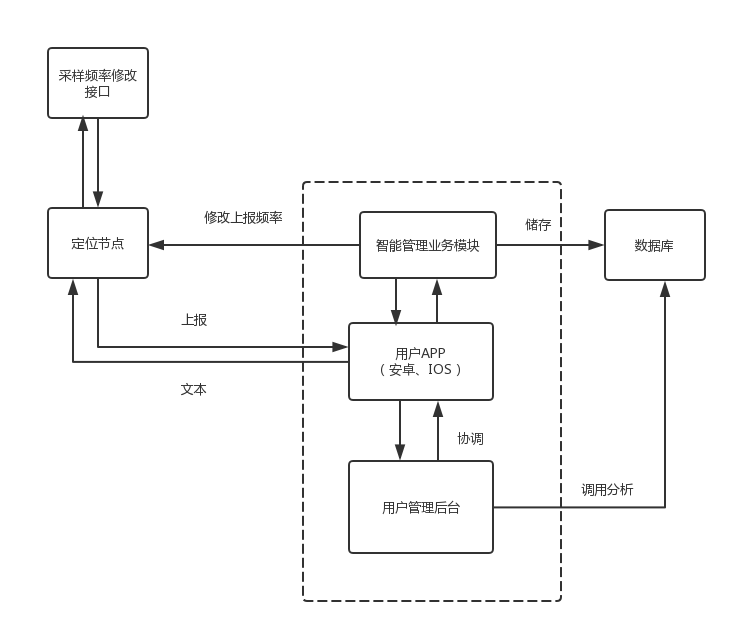 采样频率修改
接口
修改上报频率
储存
定位节点
智能管理业务模块
数据库
上报
用户APP
（安卓、IOS）
文本
协调
调用分析
用户管理后台